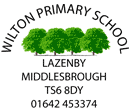 WILTON PRIMARY SCHOOL
LAZENBY
MIDDLESBROUGH
TS6 8DY
01642 453374